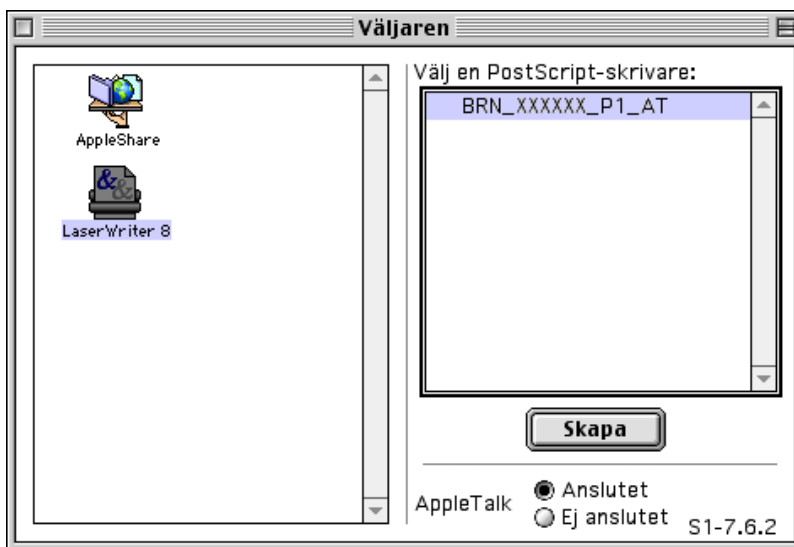 Väljaren
AppleShare
LaserWriter 8
Välj en PostScript-skrivare:
BRN_XXXXXX_P1_AT
Skapa
AppleTalk
Anslutet
Ej anslutet
S1-7.6.2